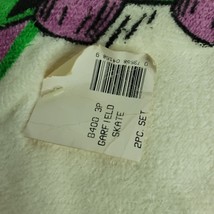 8400 3P
GARFIELD
SKATE
2PC. SET